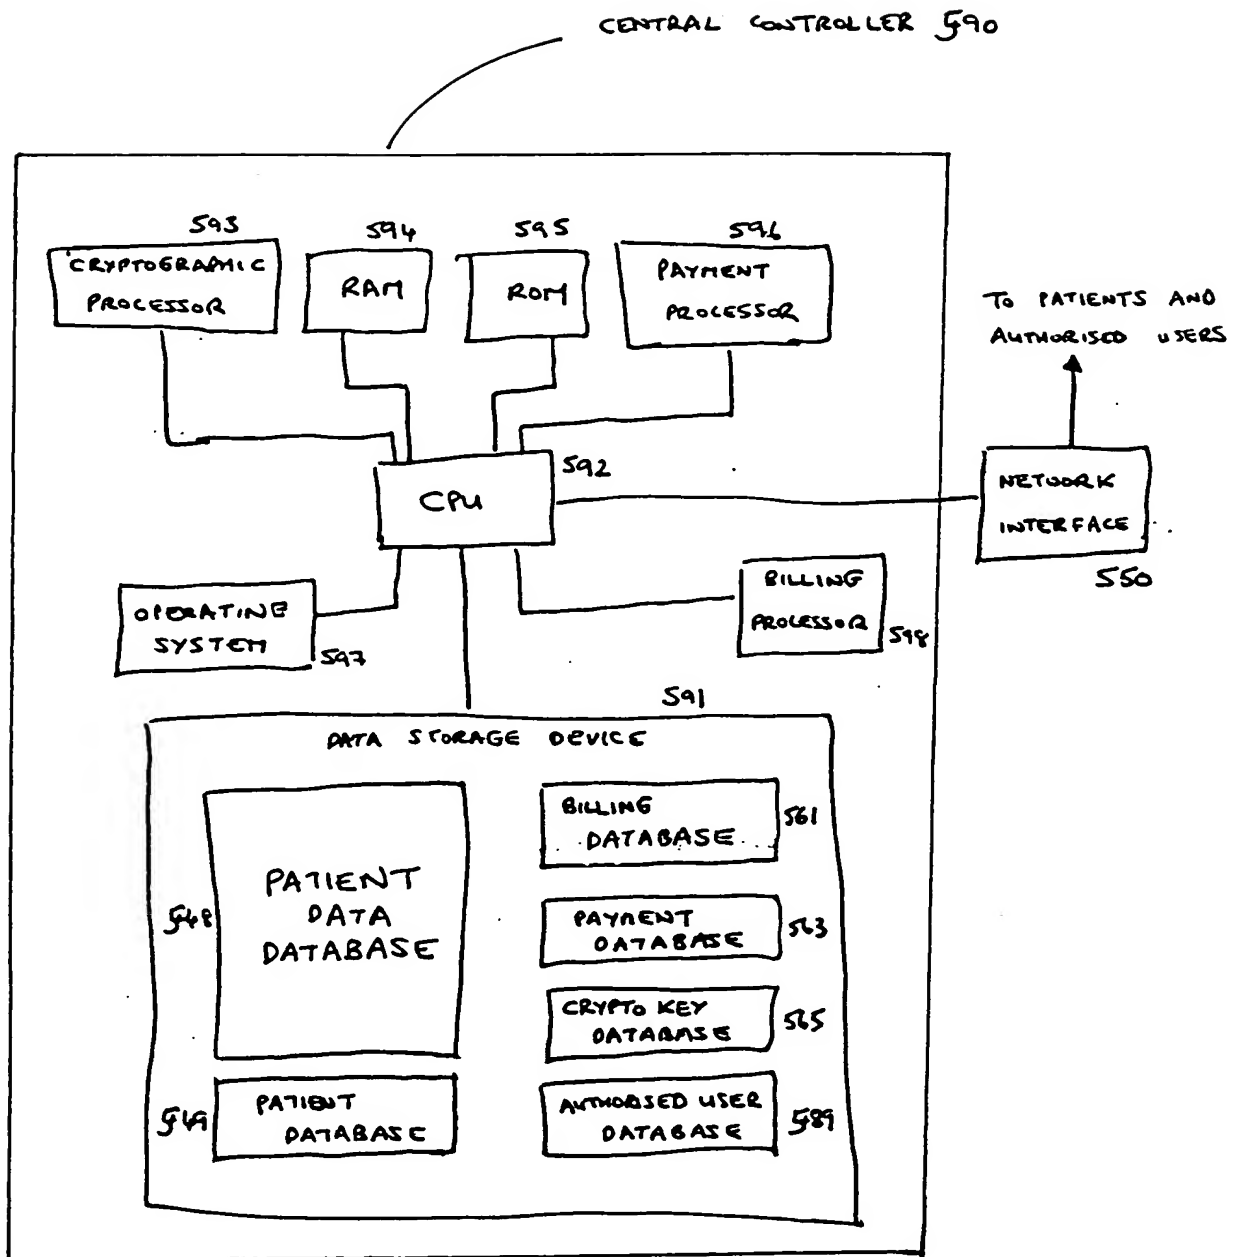 CENTRAL CONTROLLER 590
593
594
595
596
CRYPTOGRAPHIC
PROCESSOR
RAM
ROM
PAYMENT
PROCESSOR
TO PATIENTS AND
AUTHORISED USERS
592
CPU
NETWORK
INTERFACE
550
OPERATING
SYSTEM
597
BILLING
PROCESSOR
598
591
DATA STORAGE DEVICE
548
PATIENT
DATA
DATABASE
BILLING
DATABASE
561
PAYMENT
DATABASE
563
CRYPTO KEY
DATABASE
565
549
PATIENT
DATABASE
AUTHORISED USER
DATABASE
589